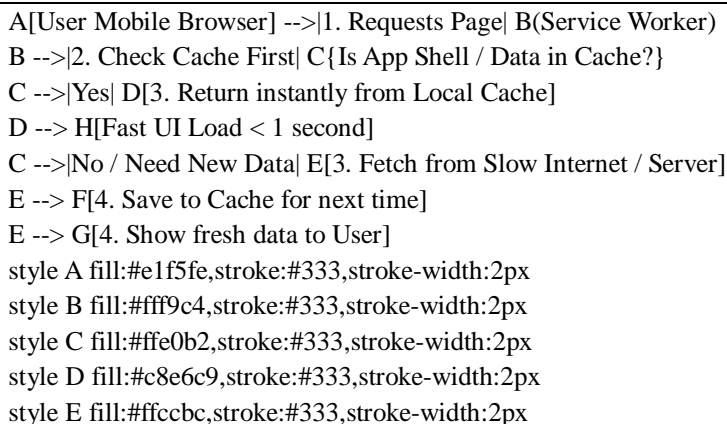 A[User Mobile Browser] -->|1. Requests Page| B(Service Worker)
B -->|2. Check Cache First| C{Is App Shell / Data in Cache?}
C -->|Yes| D[3. Return instantly from Local Cache]
D --> H[Fast UI Load < 1 second]
C -->|No / Need New Data| E[3. Fetch from Slow Internet / Server]
E --> F[4. Save to Cache for next time]
E --> G[4. Show fresh data to User]
style A fill:#e1f5fe,stroke:#333,stroke-width:2px
style B fill:#fff9c4,stroke:#333,stroke-width:2px
style C fill:#ffe0b2,stroke:#333,stroke-width:2px
style D fill:#c8e6c9,stroke:#333,stroke-width:2px
style E fill:#ffccbc,stroke:#333,stroke-width:2px